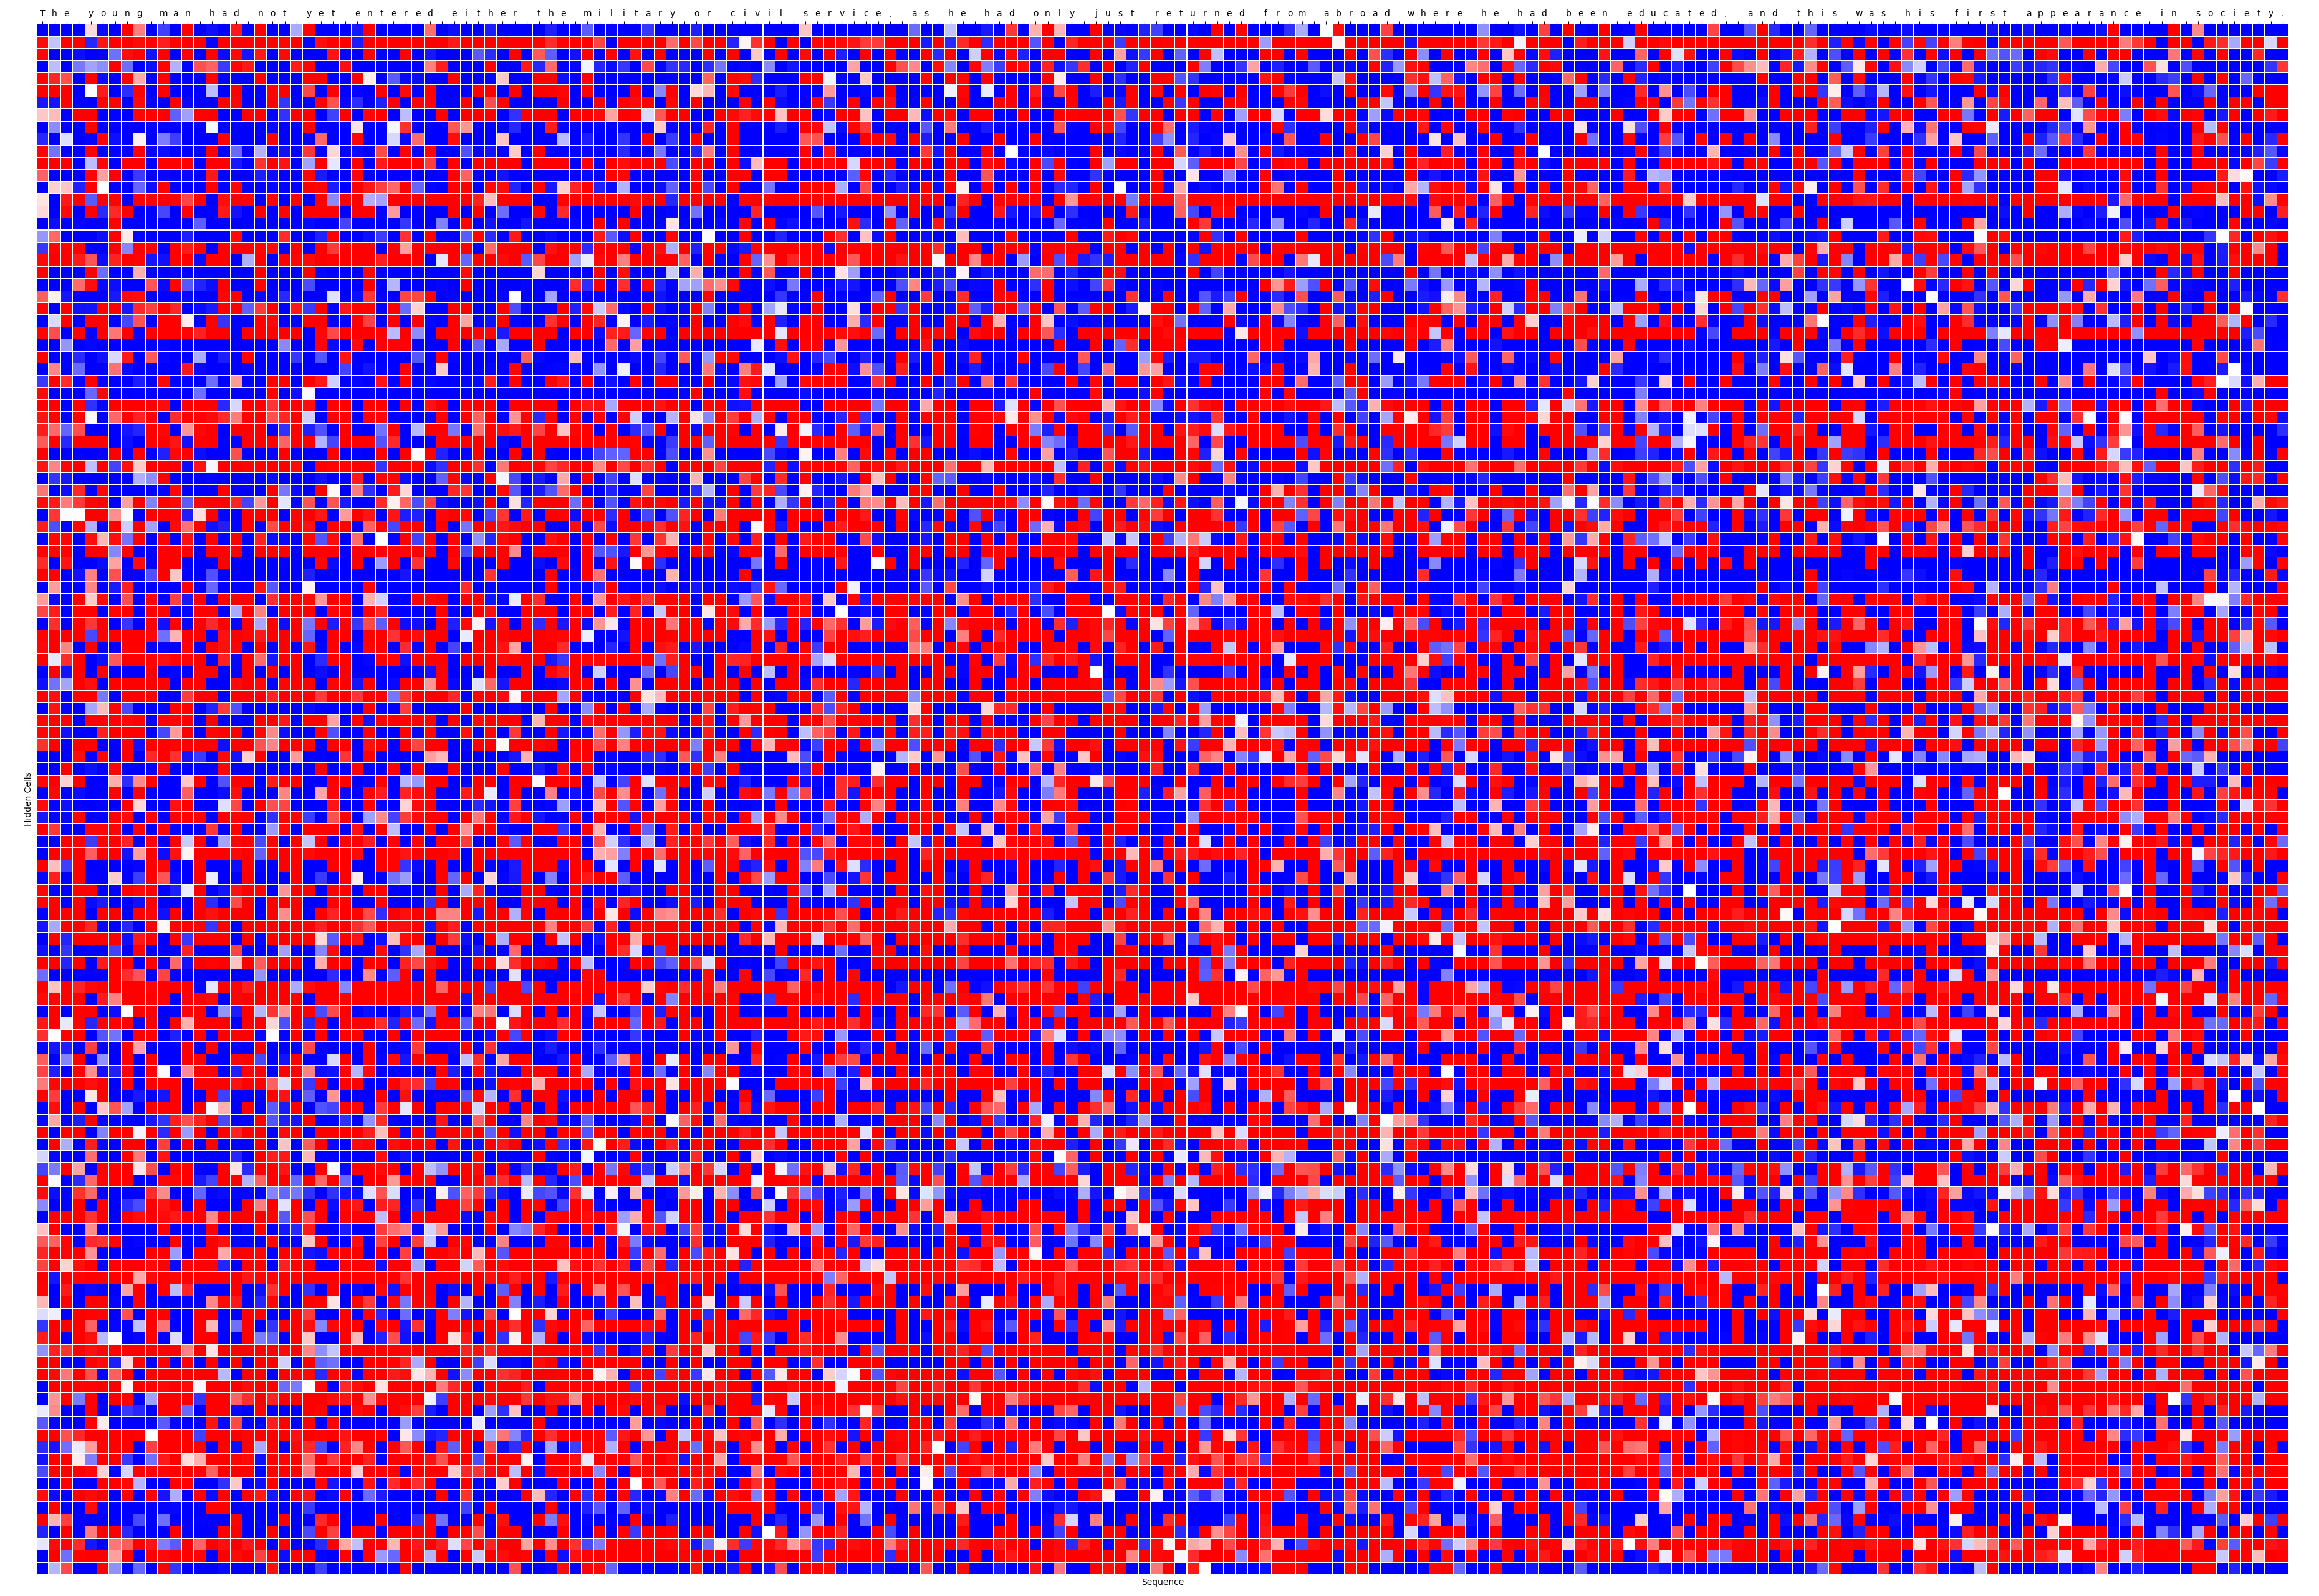 The young man had not yet entered either the military or civil service, as he had only just returned from abroad where he had been educated, and this was his first appearance in society.
Hidden Cells
Sequence